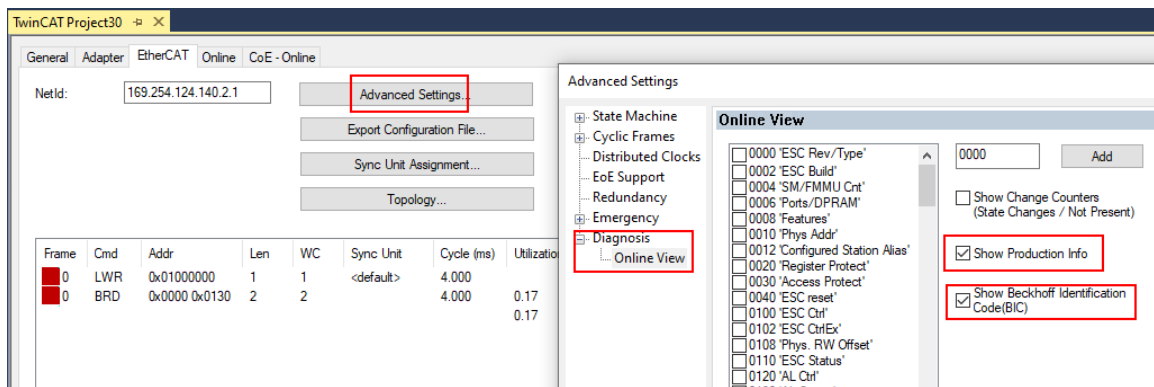 TwinCAT Project30
General Adapter EtherCAT Online CoE - Online
NetId: 169.254.124.140.2.1
Advanced Settings...
Export Configuration File...
Sync Unit Assignment...
Topology...
Frame Cmd Addr Len WC Sync Unit Cycle (ms) Utilizatio
0 LWR 0x01000000 1 1 <default> 4.000
0 BRD 0x0000 0x0130 2 2 4.000 0.17
0.17
Advanced Settings
State Machine
Cyclic Frames
Distributed Clocks
EoE Support
Redundancy
Emergency
Diagnosis
Online View
Online View
0000 'ESC Rev/Type'
0002 'ESC Build'
0004 'SM/FMMU Cnt'
0006 'Ports/DPRAM'
0008 'Features'
0010 'Phys Addr'
0012 'Configured Station Alias'
0020 'Register Protect'
0030 'Access Protect'
0040 'ESC reset'
0100 'ESC Ctrl'
0102 'ESC CtrlEx'
0108 'Phys. RW Offset'
0110 'ESC Status'
0120 'AL Ctrl'
0000 Add
Show Change Counters
(State Changes / Not Present)
Show Production Info
Show Beckhoff Identification
Code(BIC)